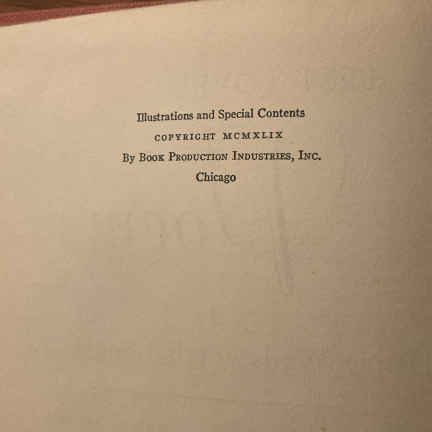 Illustrations and Special Contents
COPYRIGHT MCMXLIX
By BOOK PRODUCTION INDUSTRIES, INC.
Chicago